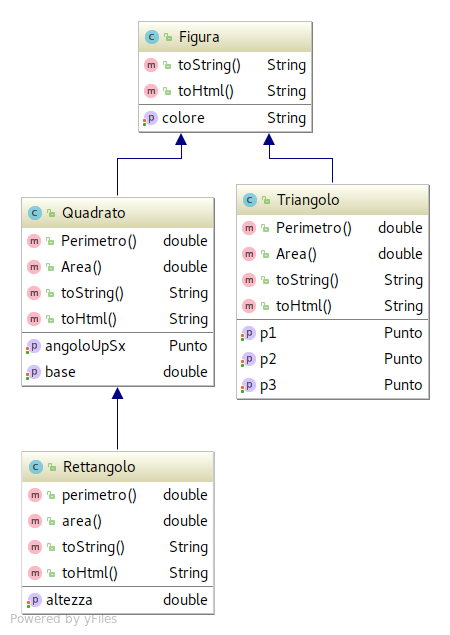 Figura
toString() String
toHtml() String
colore String
Quadrato
Perimetro() double
Area() double
toString() String
toHtml() String
angoloUpSx Punto
base double
Triangolo
Perimetro() double
Area() double
toString() String
toHtml() String
p1 Punto
p2 Punto
p3 Punto
Rettangolo
perimetro() double
area() double
toString() String
toHtml() String
altezza double
Powered by yFiles